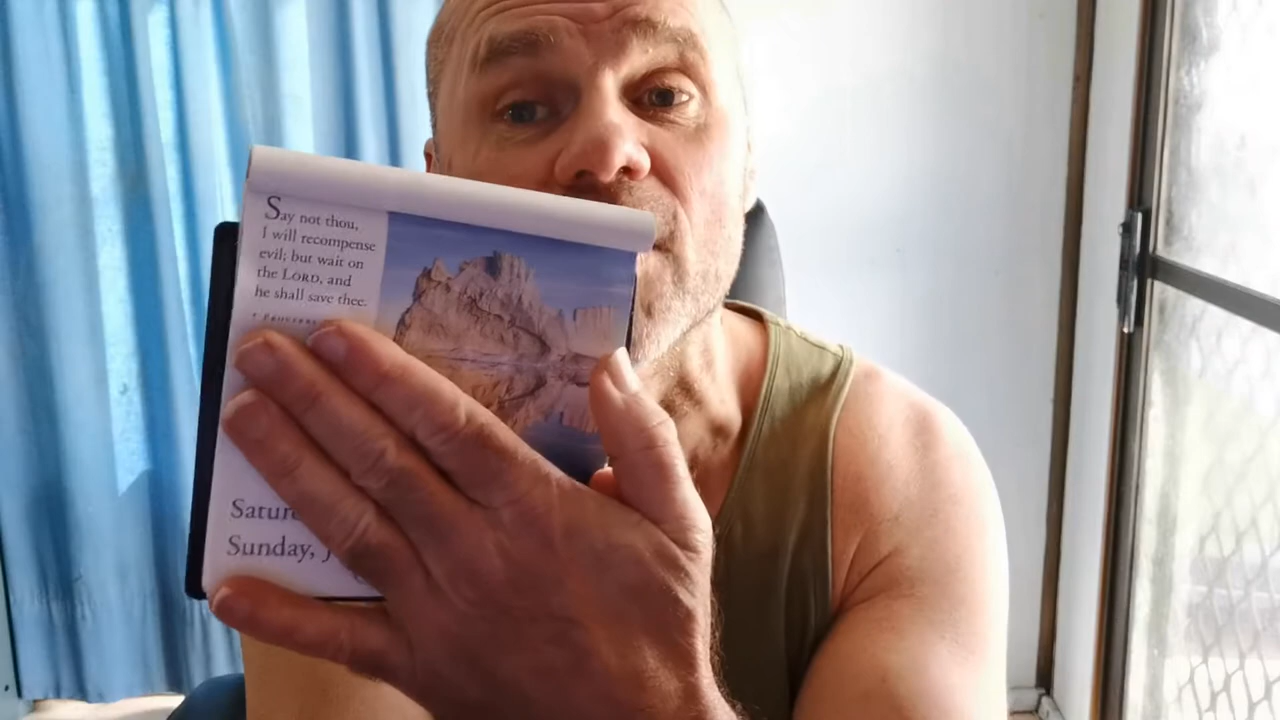 Say not thou,
I will recompense
evil; but wait on
the LORD, and
he shall save thee.
Sunday,